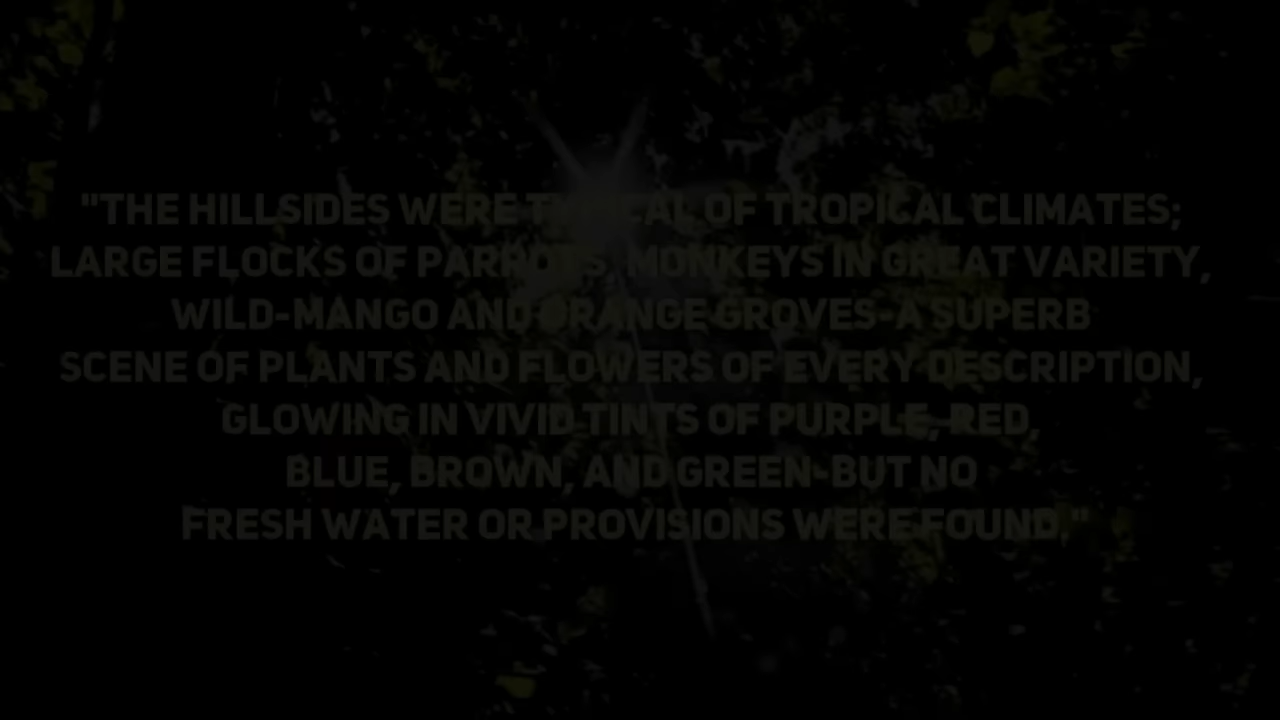 "THE HILLSIDES WERE TYPICAL OF TROPICAL CLIMATES;
LARGE FLOCKS OF PARROTS, MONKEYS IN GREAT VARIETY,
WILD-MANGO AND ORANGE GROVES-A SUPERB
SCENE OF PLANTS AND FLOWERS OF EVERY DESCRIPTION,
GLOWING IN VIVID TINTS OF PURPLE, RED,
BLUE, BROWN, AND GREEN-BUT NO
FRESH WATER OR PROVISIONS WERE FOUND."